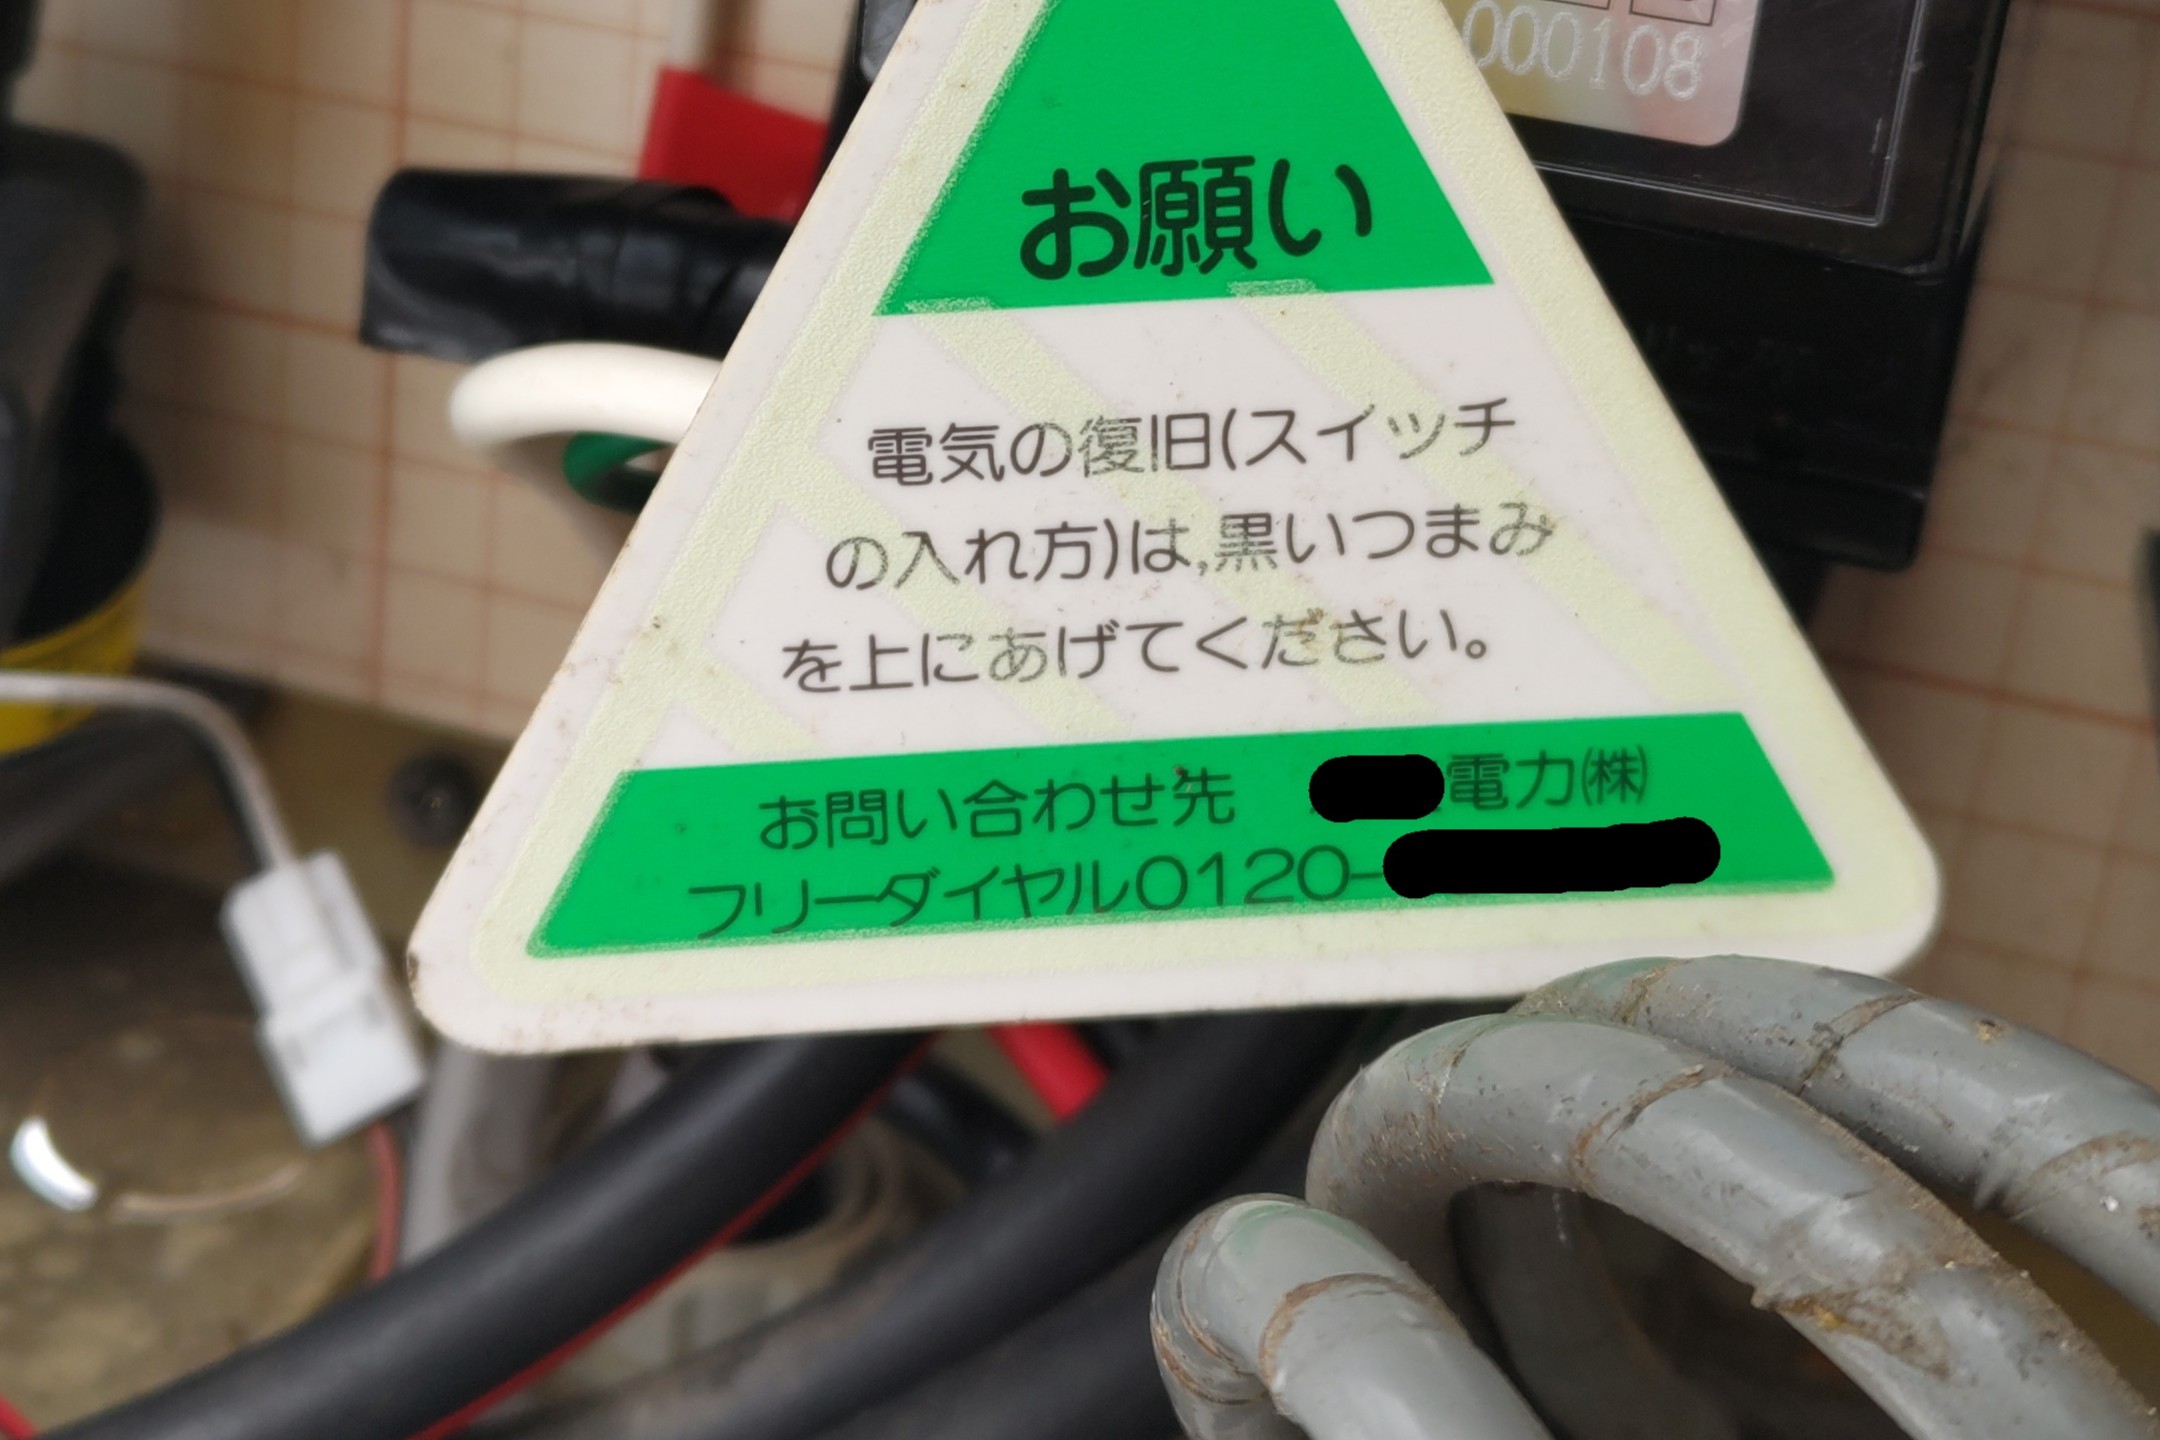 000108
お願い
電気の復旧(スイッチ
の入れ方)は,黒いつまみ
を上にあげてください。
お問い合わせ先 電力㈱
フリーダイヤル0120-